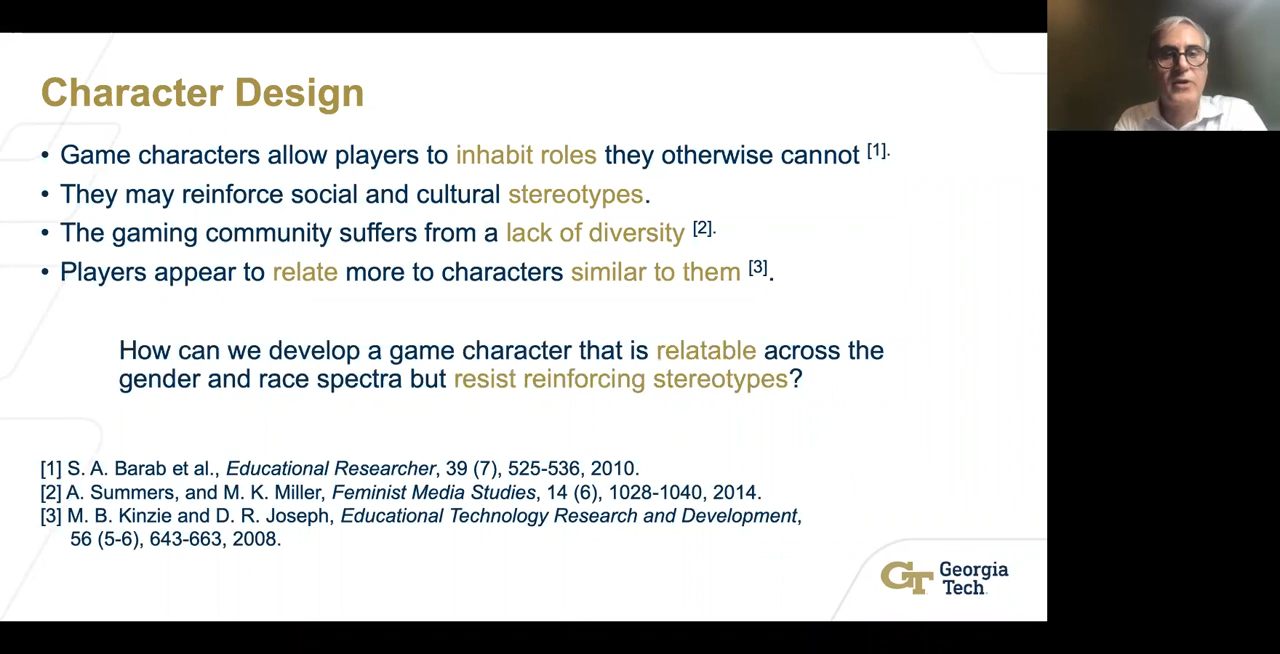 Character Design
• Game characters allow players to inhabit roles they otherwise cannot [1].
• They may reinforce social and cultural stereotypes.
• The gaming community suffers from a lack of diversity [2].
• Players appear to relate more to characters similar to them [3].
How can we develop a game character that is relatable across the
gender and race spectra but resist reinforcing stereotypes?
[1] S. A. Barab et al., Educational Researcher, 39 (7), 525-536, 2010.
[2] A. Summers, and M. K. Miller, Feminist Media Studies, 14 (6), 1028-1040, 2014.
[3] M. B. Kinzie and D. R. Joseph, Educational Technology Research and Development,
56 (5-6), 643-663, 2008.
GT Georgia
Tech